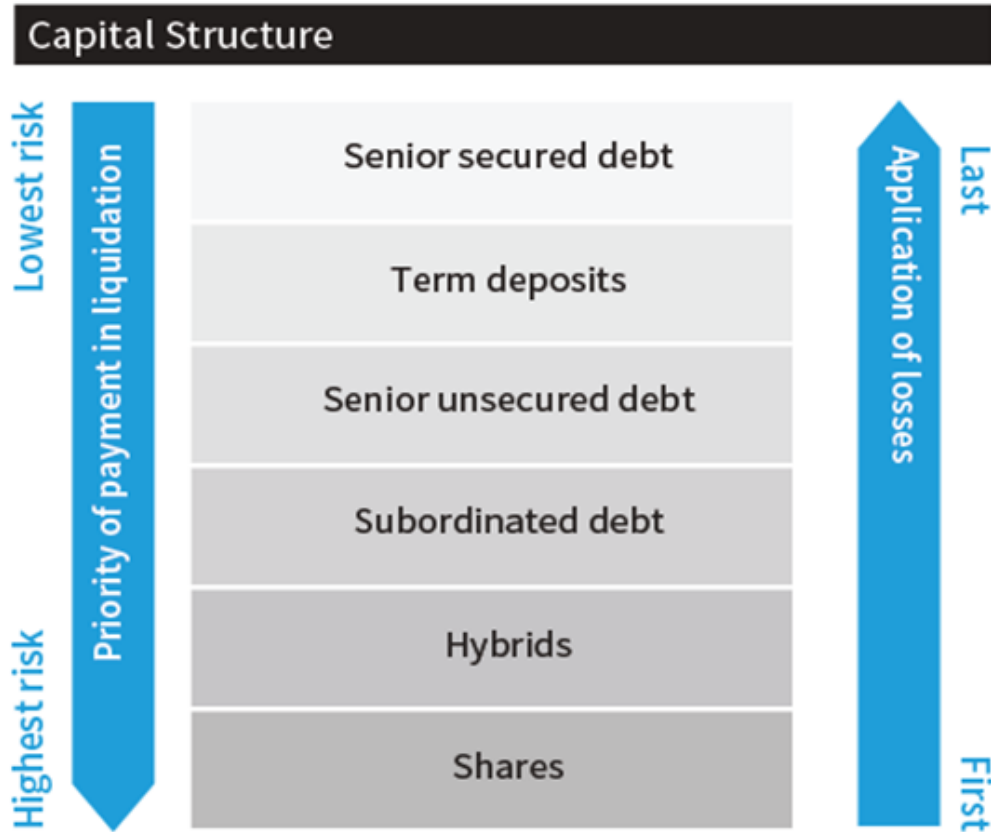 Capital Structure
Lowest risk
Highest risk
Priority of payment in liquidation
Senior secured debt
Term deposits
Senior unsecured debt
Subordinated debt
Hybrids
Shares
Application of losses
Last
First